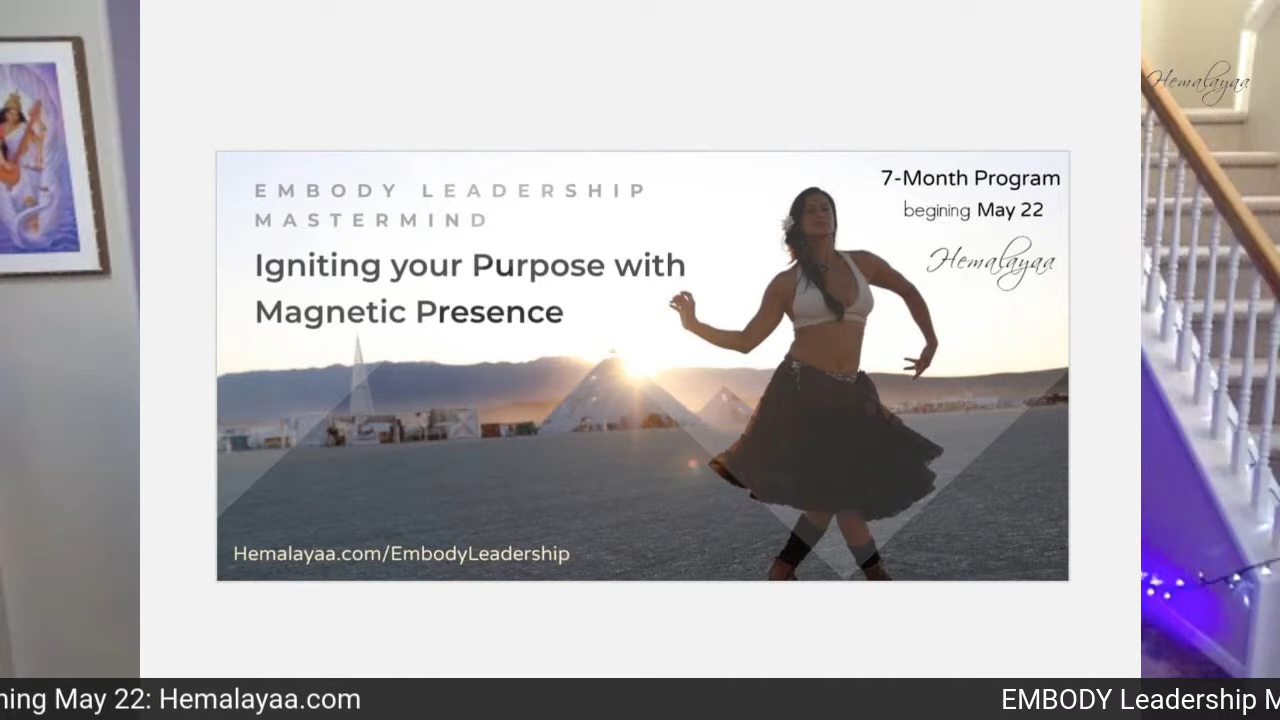 Hemalayaa
EMBODY LEADERSHIP
MASTERMIND
7-Month Program
begining May 22
Hemalayaa
Igniting your Purpose with
Magnetic Presence
Hemalayaa.com/EmbodyLeadership
ning May 22: Hemalayaa.com
EMBODY Leadership M